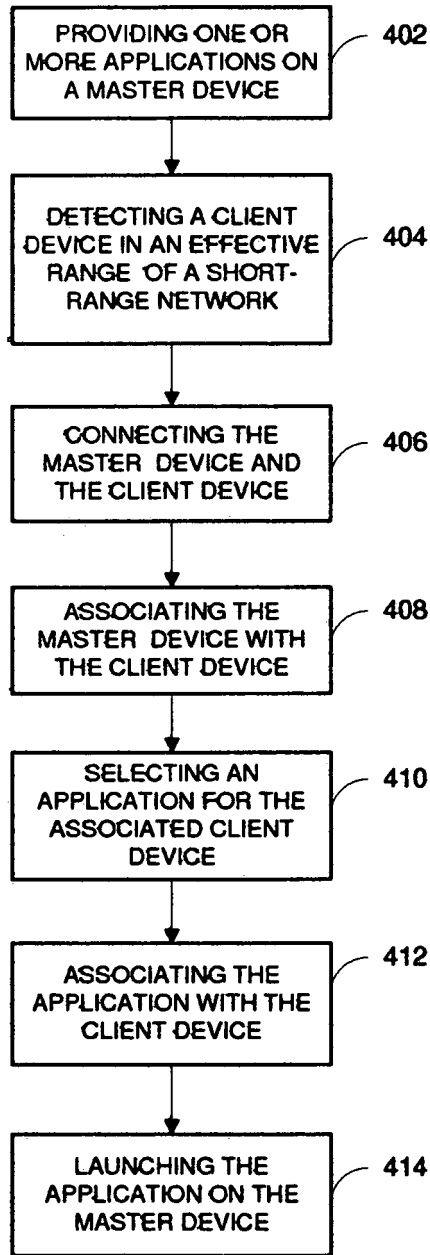 PROVIDING ONE OR
MORE APPLICATIONS ON
A MASTER DEVICE
402
DETECTING A CLIENT
DEVICE IN AN EFFECTIVE
RANGE OF A SHORT-
RANGE NETWORK
404
CONNECTING THE
MASTER DEVICE AND
THE CLIENT DEVICE
406
ASSOCIATING THE
MASTER DEVICE WITH
THE CLIENT DEVICE
408
SELECTING AN
APPLICATION FOR THE
ASSOCIATED CLIENT
DEVICE
410
ASSOCIATING THE
APPLICATION WITH THE
CLIENT DEVICE
412
LAUNCHING THE
APPLICATION ON THE
MASTER DEVICE
414